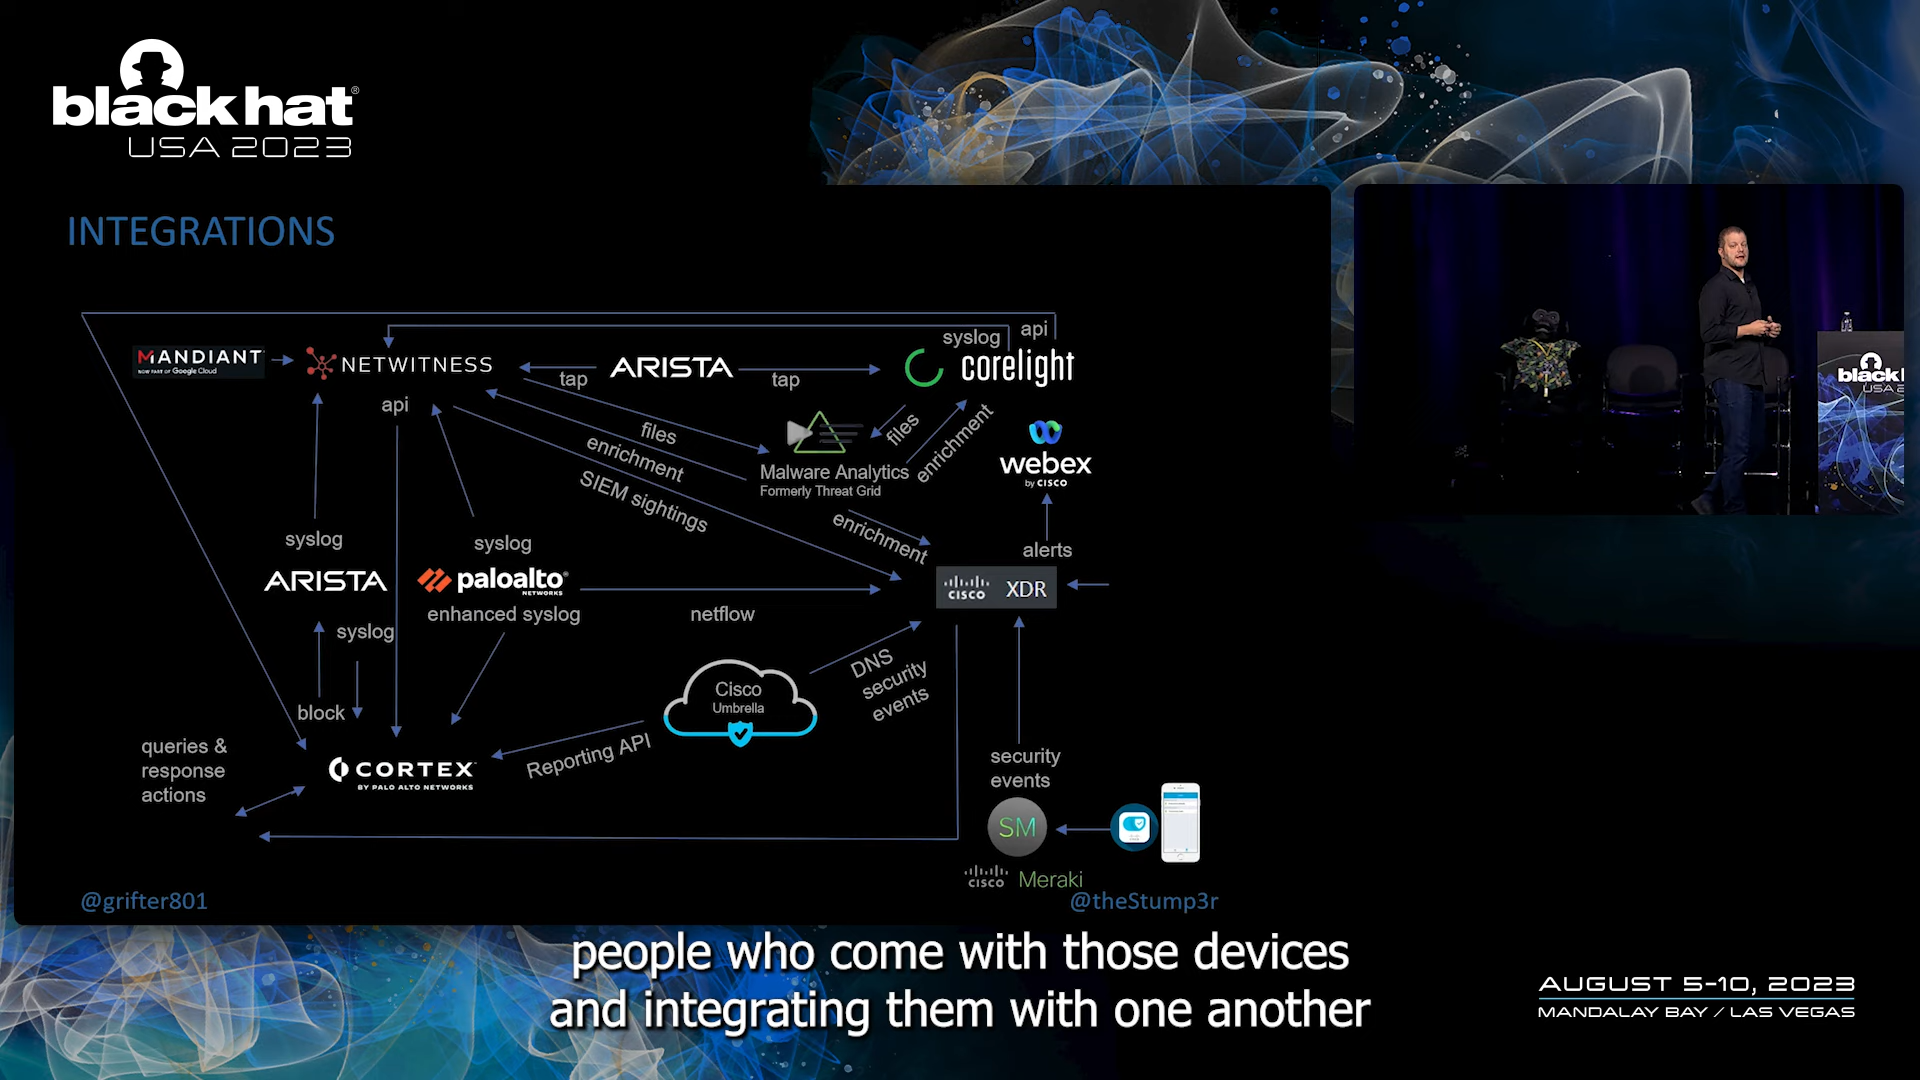 black hat®
USA 2023
INTEGRATIONS
api
syslog
MANDIANT
NOW PART OF Google Cloud
NETWITNESS
ARISTA
corelight
tap
tap
api
files
files
enrichment
enrichment
webex
by CISCO
Malware Analytics
Formerly Threat Grid
SIEM sightings
enrichment
syslog
syslog
alerts
ARISTA
paloalto®
NETWORKS
CISCO XDR
enhanced syslog
netflow
syslog
DNS
security
events
Cisco
Umbrella
block
Reporting API
queries &
response
actions
CORTEX
BY PALO ALTO NETWORKS
security
events
SM
CISCO Meraki
@grifter801
@theStump3r
people who come with those devices
and integrating them with one another
AUGUST 5-10, 2023
MANDALAY BAY / LAS VEGAS
black
USA 2